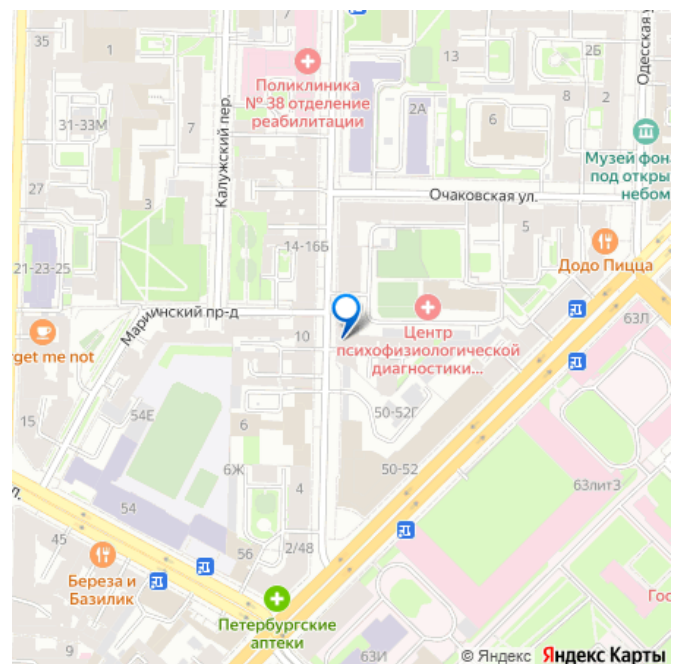 35
1
13
2Б
Одесская у
Поликлиника
№ 38 отделение
реабилитации
31-33М
7
Калужский пер.
2А
6
8
2
Музей фон
под откры
небом
27
3
Очаковская ул.
14-16Б
5
Додо Пицца
21-23-25
Мариинский пр-д
10
Центр
психофизиологической
диагностики...
63Л
rget me not
15
54Е
6
50-52Г
6Ж
4
50-52
63литЗ
л.
54
45
56
2/48
Береза и
Базилик
Петербургские
аптеки
Гос
9
63И
© Яндекс Яндекс Карты